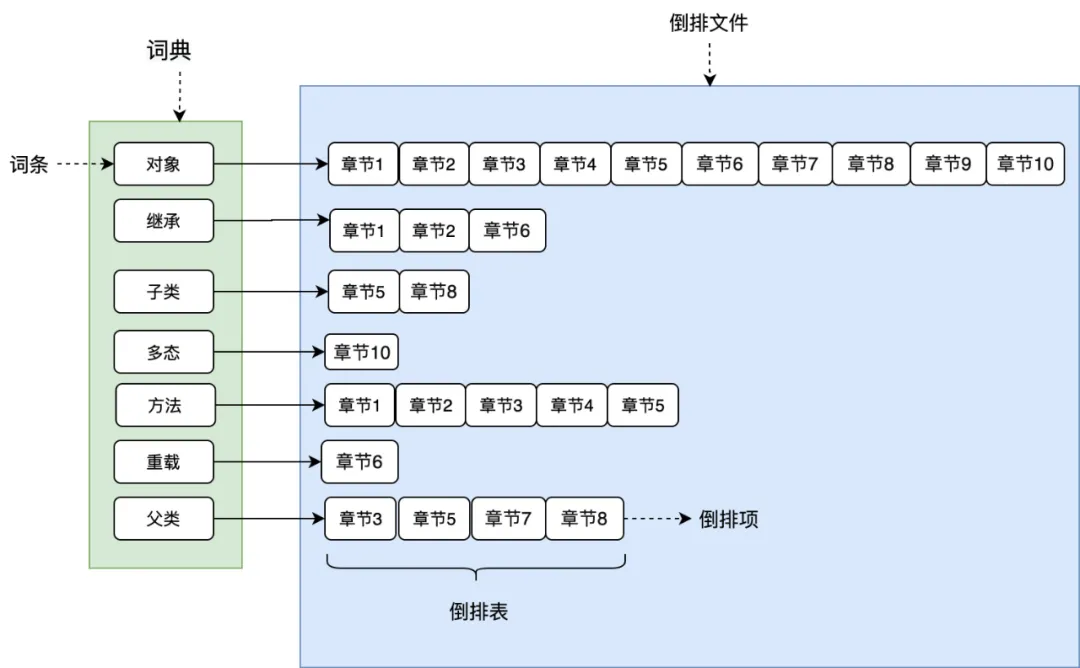 倒排文件
词典
词条 对象 章节1 章节2 章节3 章节4 章节5 章节6 章节7 章节8 章节9 章节10
继承 章节1 章节2 章节6
子类 章节5 章节8
多态 章节10
方法 章节1 章节2 章节3 章节4 章节5
重载 章节6
父类 章节3 章节5 章节7 章节8 倒排项
倒排表